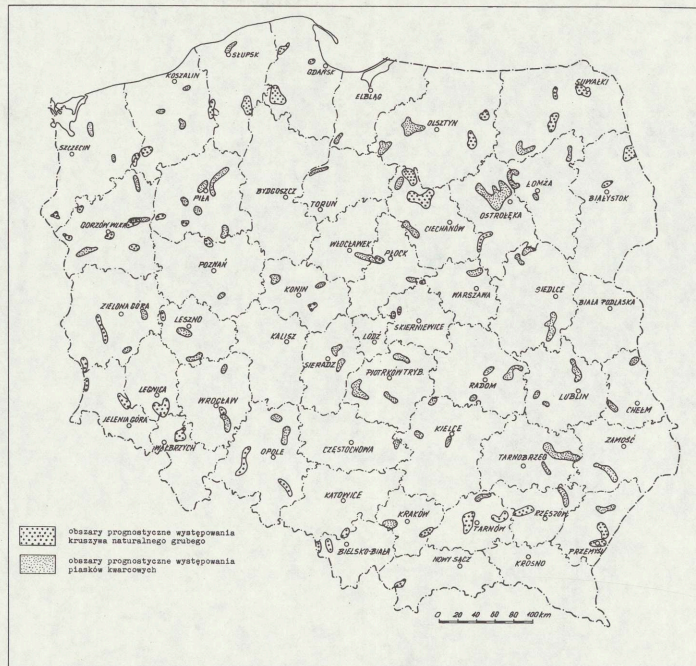 SŁUPSK
GDAŃSK
KOSZALIN
ELBLĄG
SUWAŁKI
OLSZTYN
SZCZECIN
PIŁA
BYDGOSZCZ
TORUŃ
ŁOMŻA
BIAŁYSTOK
OSTROŁĘKA
GORZÓW WLKP.
CIECHANÓW
WŁOCŁAWEK
PŁOCK
POZNAŃ
KONIN
WARSZAWA
SIEDLCE
BIAŁA PODLASKA
ZIELONA GÓRA
LESZNO
SKIERNIEWICE
KALISZ
ŁÓDŹ
SIERADZ
PIOTRKÓW TRYB.
RADOM
LEGNICA
LUBLIN
WROCŁAW
CHEŁM
JELENIA GÓRA
KIELCE
WAŁBRZYCH
OPOLE
CZĘSTOCHOWA
ZAMOŚĆ
TARNOBRZEG
KATOWICE
KRAKÓW
RZESZÓW
TARNÓW
BIELSKO-BIAŁA
PRZEMYŚL
NOWY SĄCZ
KROSNO
obszary prognostyczne występowania
kruszywa naturalnego grubego
obszary prognostyczne występowania
piasków kwarcowych
0 20 40 60 80 100 km